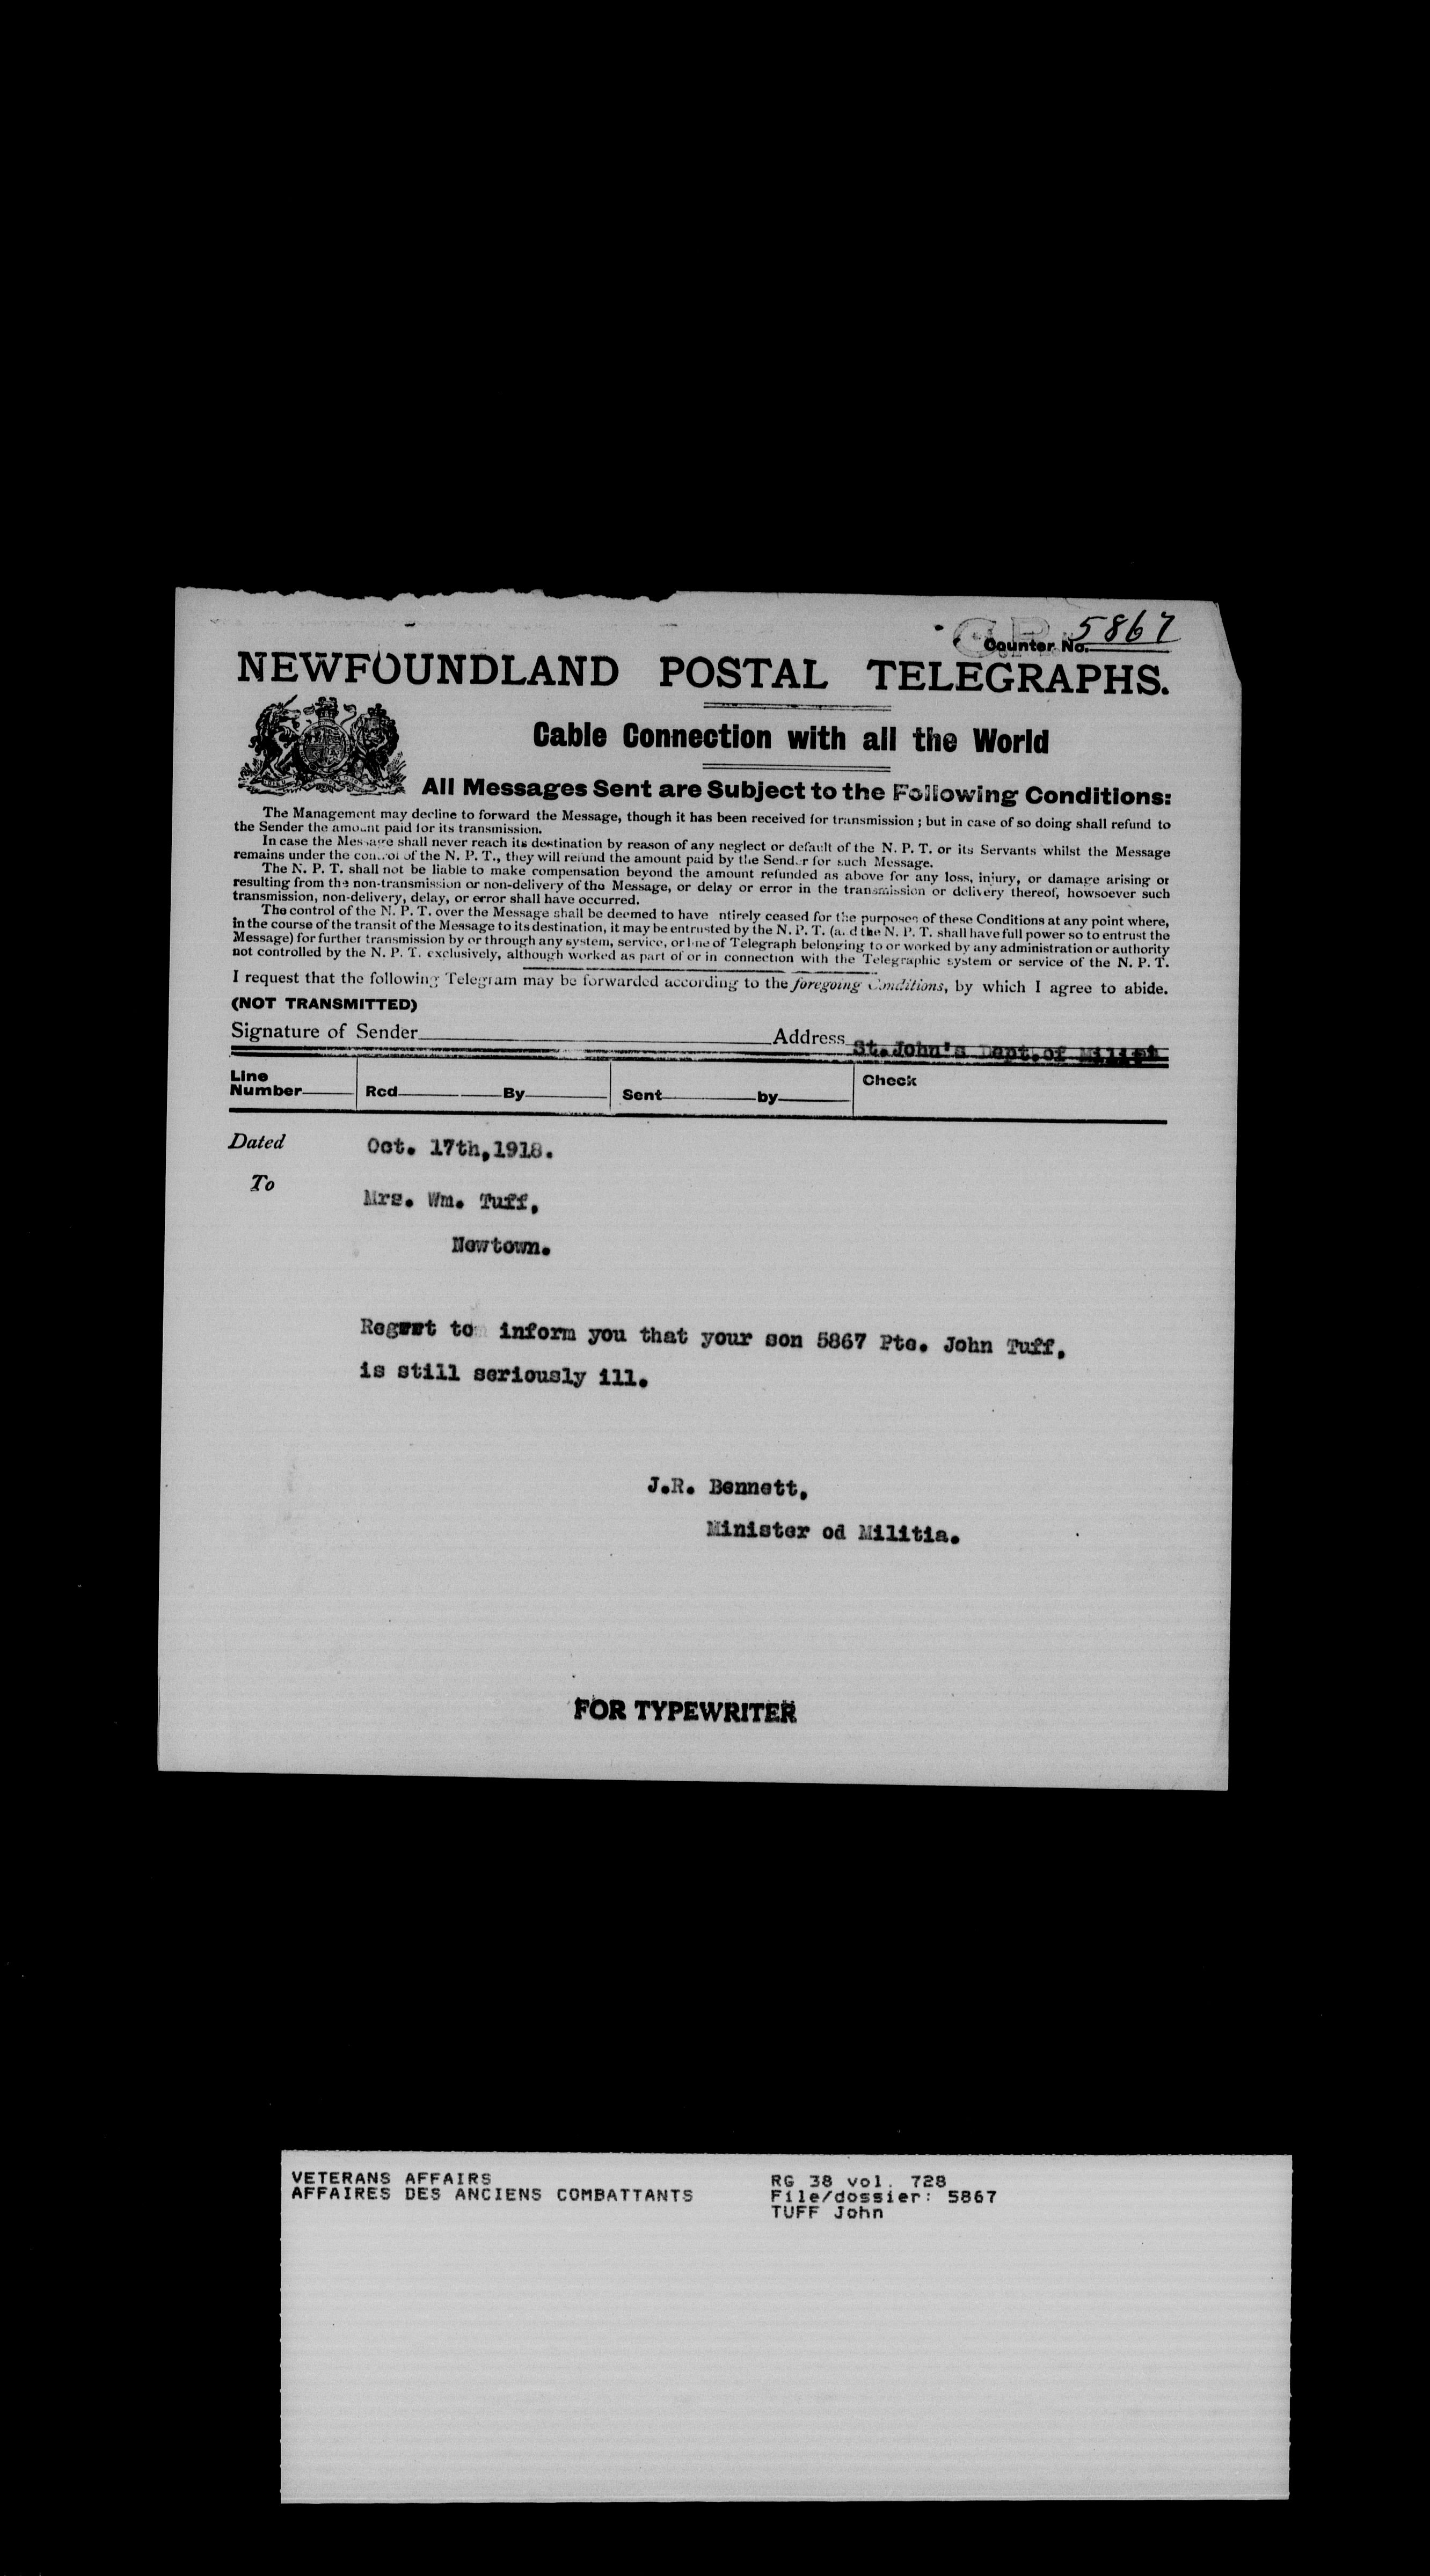 5867
Counter No.
NEWFOUNDLAND POSTAL TELEGRAPHS.
Cable Connection with all the World
All Messages Sent are Subject to the Following Conditions:
The Management may decline to forward the Message, though it has been received for transmission ; but in case of so doing shall refund to
the Sender the amount paid for its transmission.
In case the Message shall never reach its destination by reason of any neglect or default of the N. P. T. or its Servants whilst the Message
remains under the control of the N. P. T., they will refund the amount paid by the Sender for such Message.
The N. P. T. shall not be liable to make compensation beyond the amount refunded as above for any loss, injury, or damage arising or
resulting from the non-transmission or non-delivery of the Message, or delay or error in the transmission or delivery thereof, howsoever such
transmission, non-delivery, delay, or error shall have occurred.
The control of the N. P. T. over the Message shall be deemed to have ntirely ceased for the purposes of these Conditions at any point where,
in the course of the transit of the Message to its destination, it may be entrusted by the N. P. T. (a. d the N. P. T. shall have full power so to entrust the
Message) for further transmission by or through any system, service, or line of Telegraph belonging to or worked by any administration or authority
not controlled by the N. P. T. exclusively, although worked as part of or in connection with the Telegraphic system or service of the N. P. T.
I request that the following Telegram may be forwarded according to the foregoing Conditions, by which I agree to abide.
(NOT TRANSMITTED)
Signature of Sender Address St. John's Dept. of Militia
Line
Number Rcd By Sent by Check
Dated Oct. 17th, 1918.
To Mrs. Wm. Tuff,
Newtown.
Regret to inform you that your son 5867 Pte. John Tuff,
is still seriously ill.
J.R. Bennett,
Minister od Militia.
FOR TYPEWRITER
VETERANS AFFAIRS RG 38 vol. 728
AFFAIRES DES ANCIENS COMBATTANTS File/dossier: 5867
TUFF John